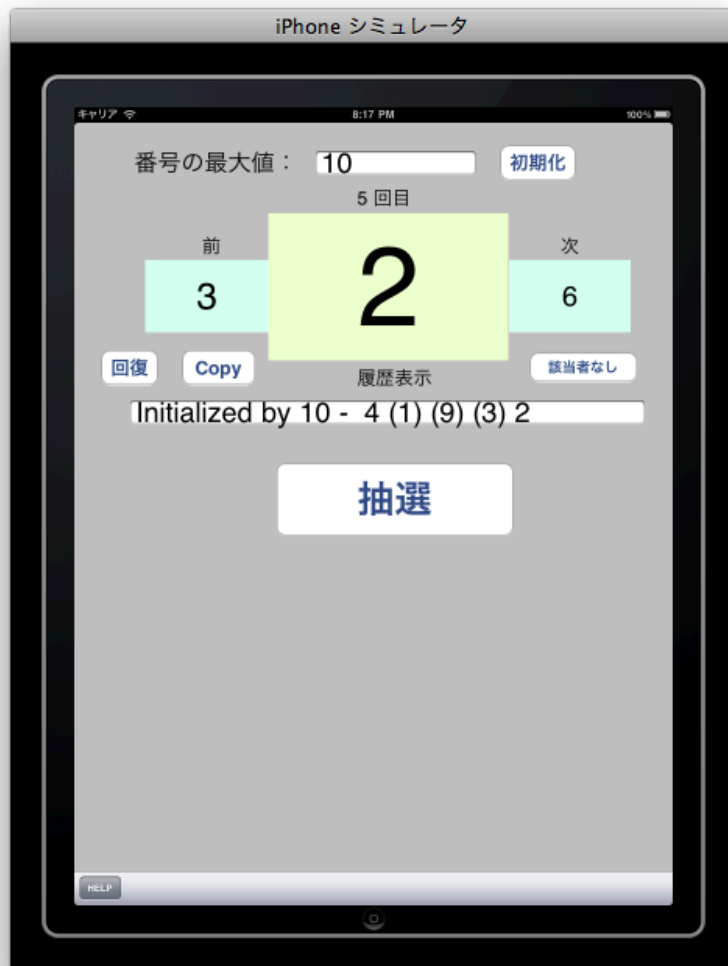 iPhone シミュレータ
キャリア 8:17 PM 100%
番号の最大値： 10 初期化
5 回目
前 次
3 2 6
回復 Copy 該当者なし
履歴表示
Initialized by 10 -  4 (1) (9) (3) 2
抽選
HELP